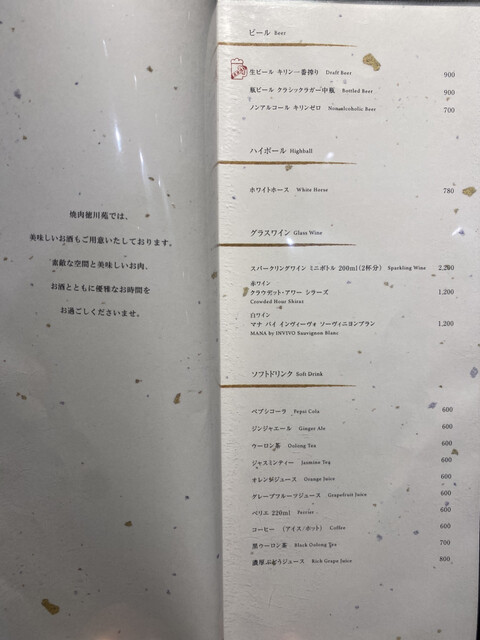 焼肉徳川苑では、
美味しいお酒もご用意いたしております。
素敵な空間と美味しいお肉、
お酒とともに優雅なお時間を
お過ごしくださいませ。
ビール Beer
生ビール キリン一番搾り Draft Beer 900
瓶ビール クラシックラガー中瓶 Bottled Beer 900
ノンアルコール キリンゼロ Nonalcoholic Beer 700
ハイボール Highball
ホワイトホース White Horse 780
グラスワイン Glass Wine
スパークリングワイン ミニボトル 200ml(2杯分) Sparkling Wine 2,200
赤ワイン
クラウデット・アワー シラーズ 1,200
Crowded Hour Shiraz
白ワイン
マナ バイ インヴィーヴォ ソーヴィニヨンブラン 1,200
MANA by INVIVO Sauvignon Blanc
ソフトドリンク Soft Drink
ペプシコーラ Pepsi Cola 600
ジンジャエール Ginger Ale 600
ウーロン茶 Oolong Tea 600
ジャスミンティー Jasmine Tea 600
オレンジジュース Orange Juice 600
グレープフルーツジュース Grapefruit Juice 600
ペリエ 220ml Perrier 600
コーヒー (アイス/ホット) Coffee 600
黒ウーロン茶 Black Oolong Tea 700
濃厚ぶどうジュース Rich Grape Juice 800